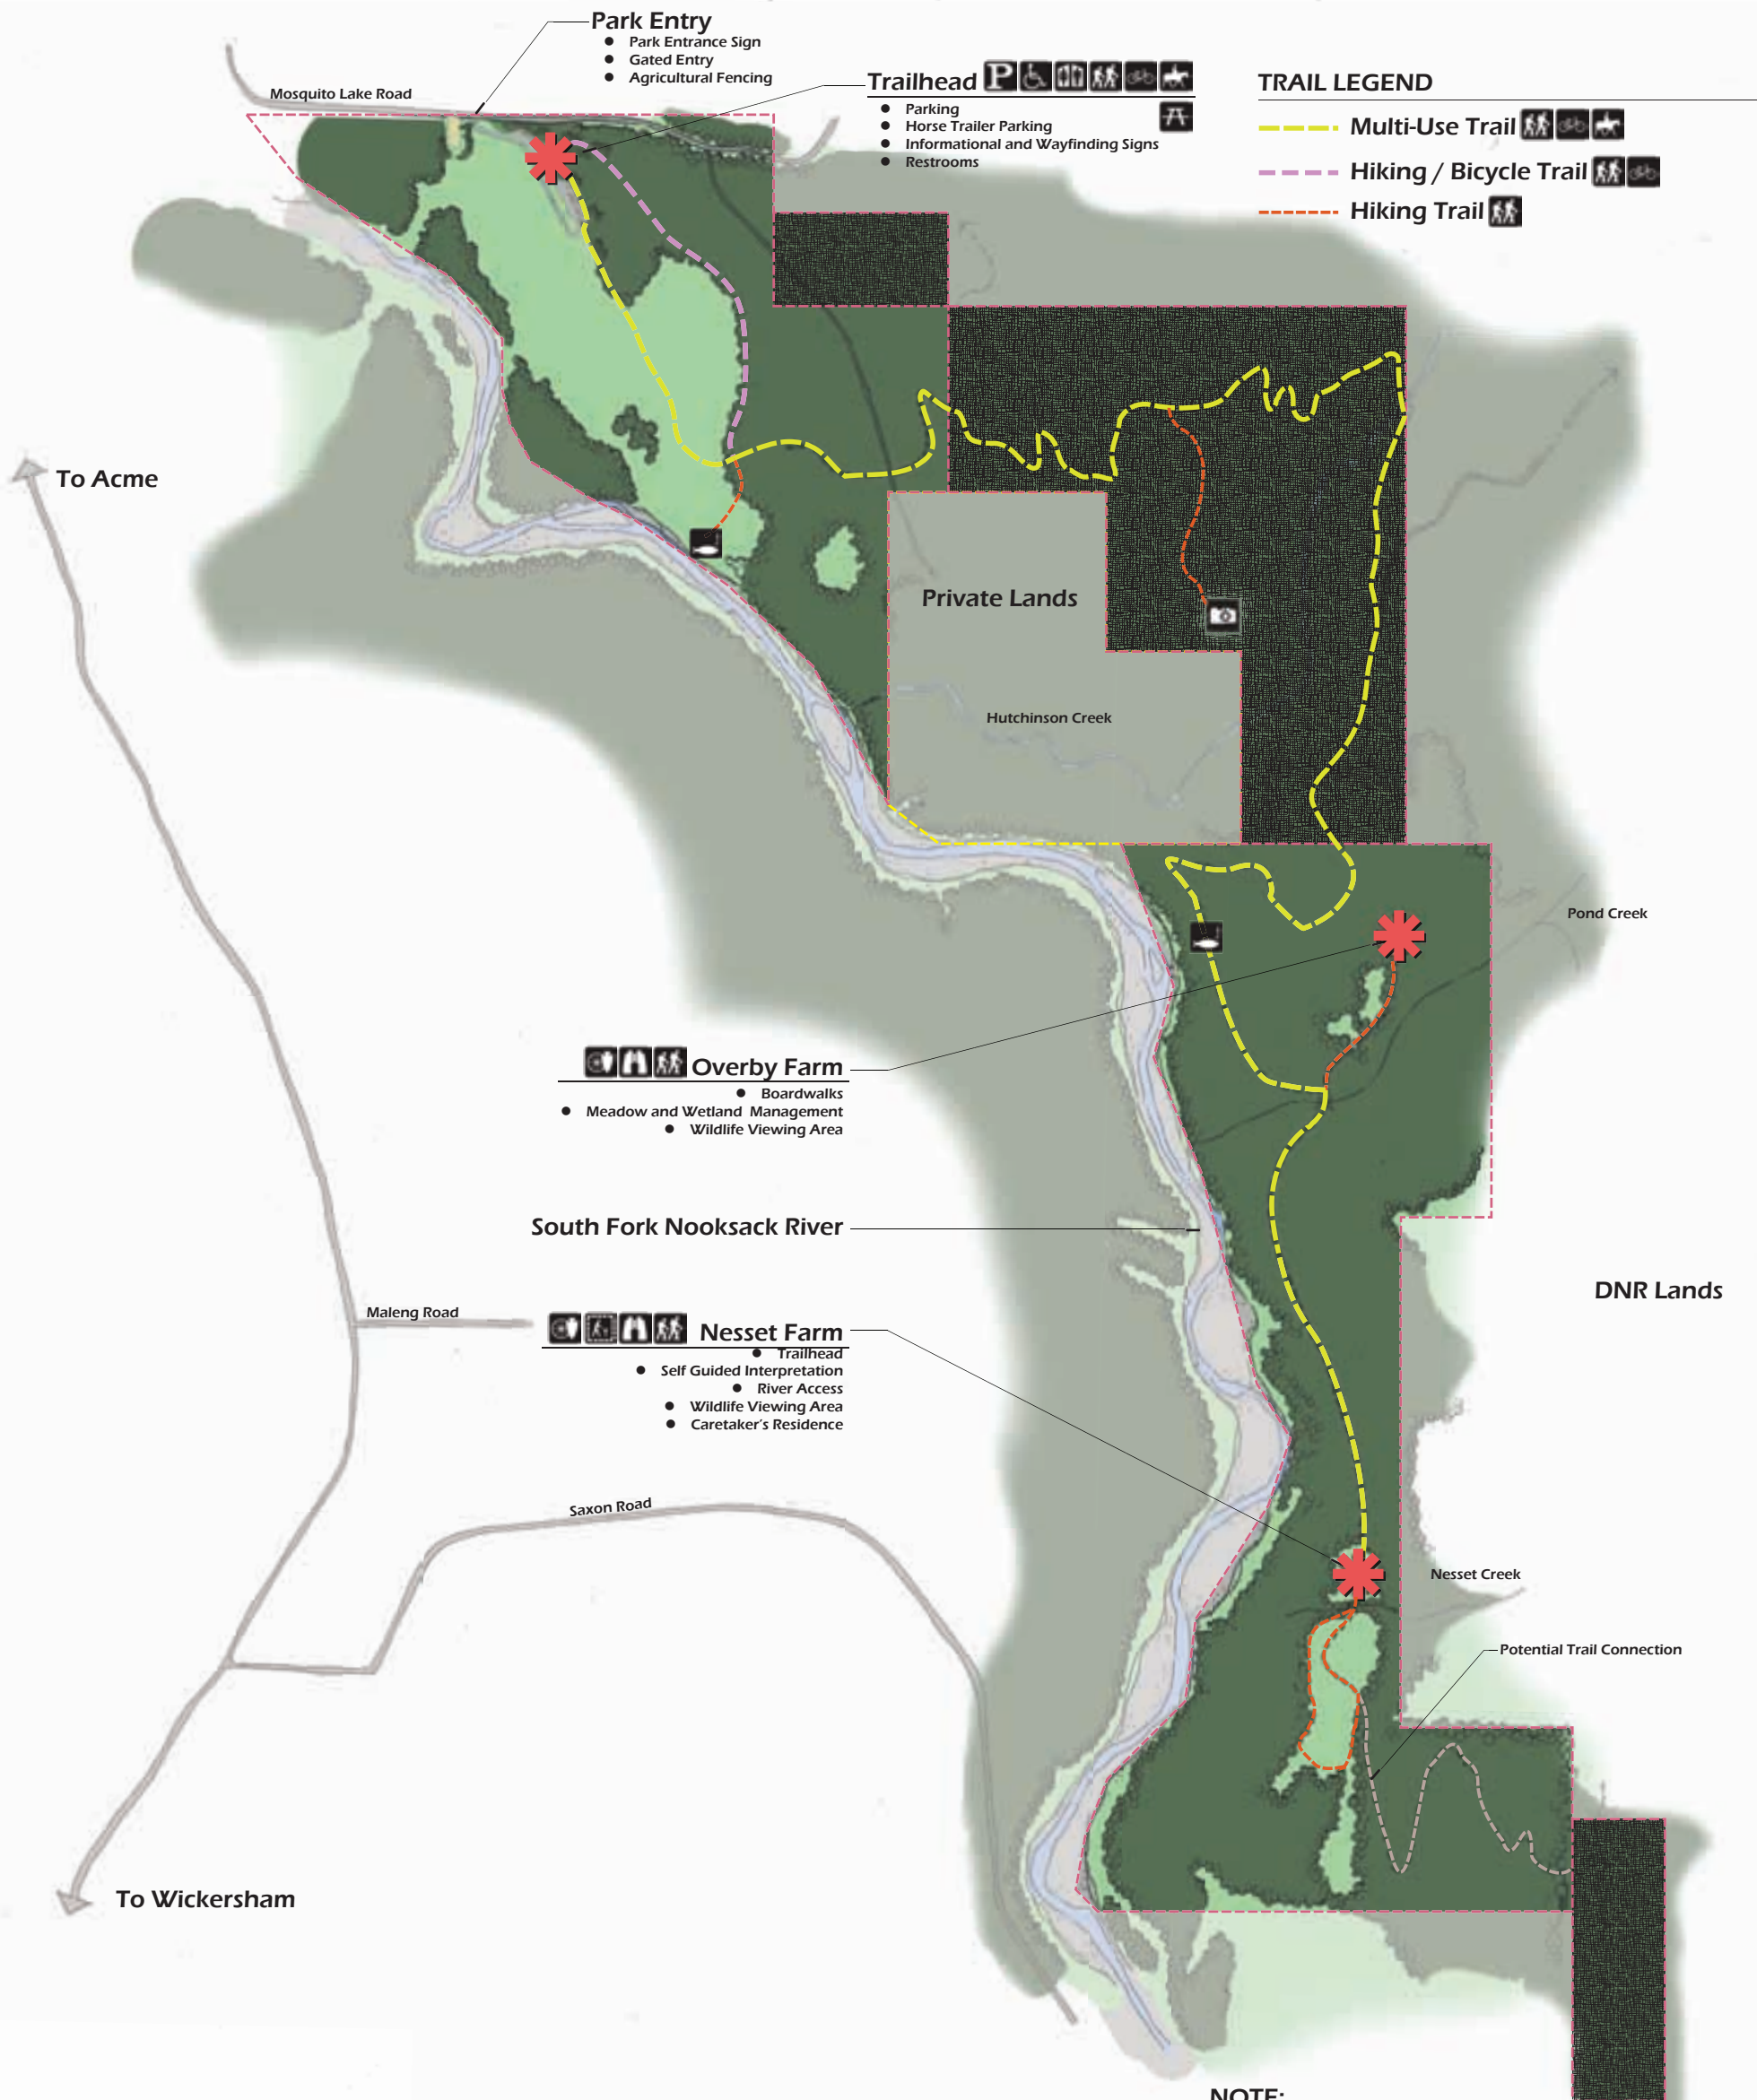 Park Entry
● Park Entrance Sign
● Gated Entry
● Agricultural Fencing
Mosquito Lake Road
Trailhead P
● Parking
● Horse Trailer Parking
● Informational and Wayfinding Signs
● Restrooms
TRAIL LEGEND
Multi-Use Trail
Hiking / Bicycle Trail
Hiking Trail
To Acme
Private Lands
Hutchinson Creek
Pond Creek
Overby Farm
● Boardwalks
● Meadow and Wetland Management
● Wildlife Viewing Area
South Fork Nooksack River
DNR Lands
Maleng Road
Nesset Farm
● Trailhead
● Self Guided Interpretation
● River Access
● Wildlife Viewing Area
● Caretaker's Residence
Saxon Road
Nesset Creek
Potential Trail Connection
To Wickersham
NOTE: